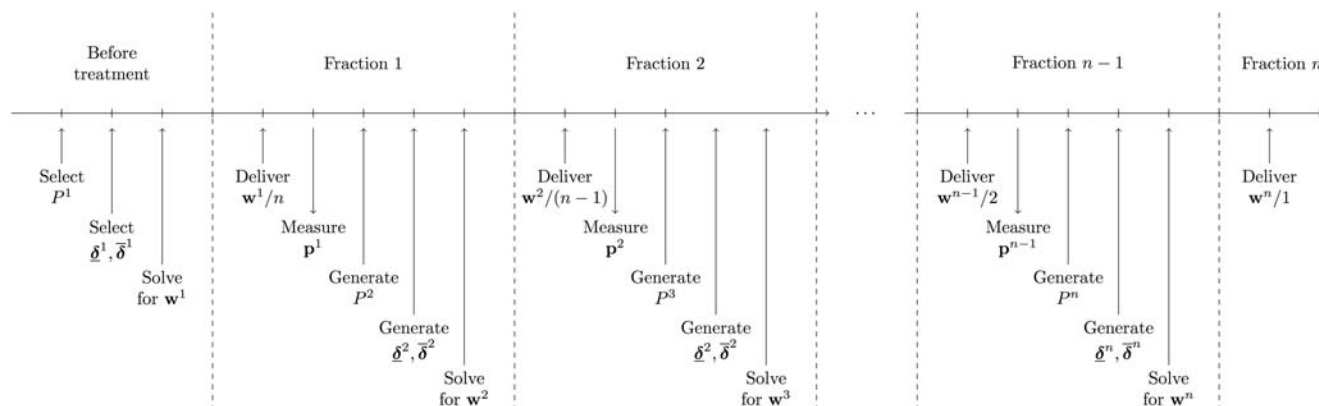 Before
treatment
Fraction 1
Fraction 2
Fraction n − 1
Fraction n
· · ·
Select
P¹
Select
δ̲¹, δ̅¹
Solve
for w¹
Deliver
w¹/n
Measure
p¹
Generate
P²
Generate
δ̲², δ̅²
Solve
for w²
Deliver
w²/(n − 1)
Measure
p²
Generate
P³
Generate
δ̲², δ̅²
Solve
for w³
Deliver
wⁿ⁻¹/2
Measure
pⁿ⁻¹
Generate
Pⁿ
Generate
δ̲ⁿ, δ̅ⁿ
Solve
for wⁿ
Deliver
wⁿ/1